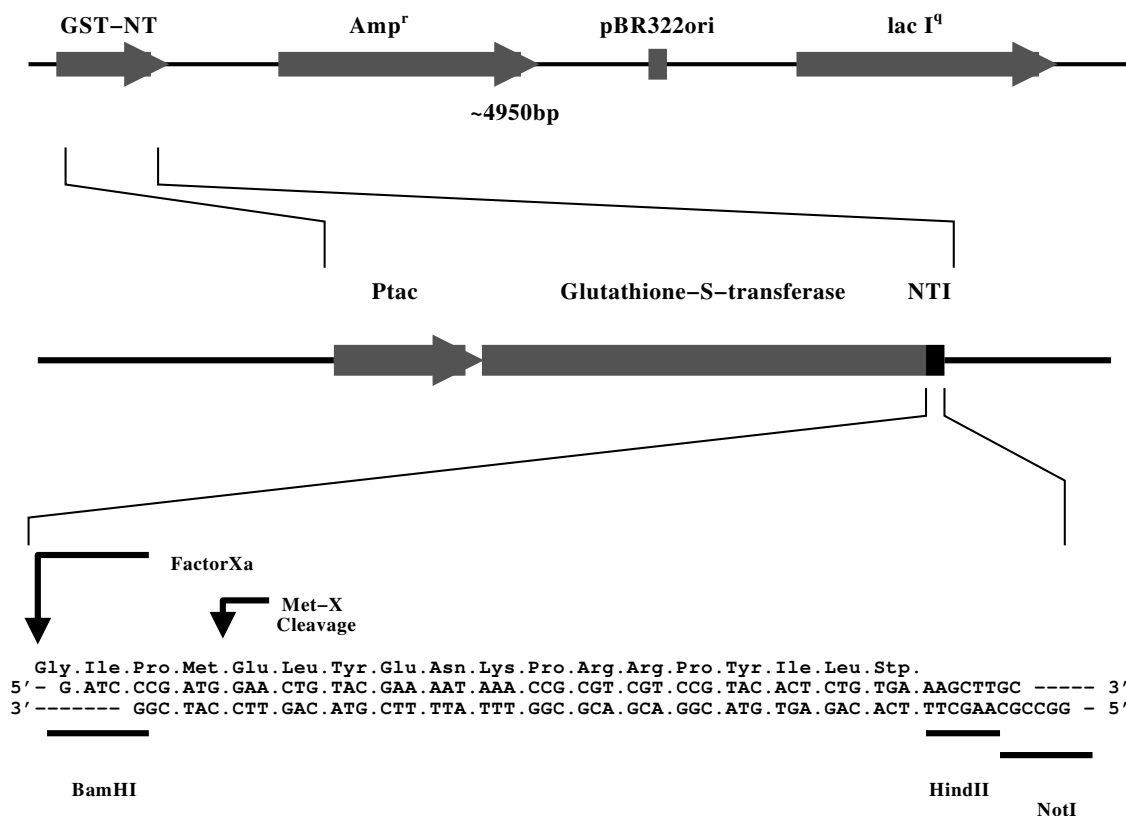 GST–NT Ampʳ pBR322ori lac I^q
~4950bp
Ptac Glutathione–S–transferase NTI
FactorXa
Met–X
Cleavage
Gly.Ile.Pro.Met.Glu.Leu.Tyr.Glu.Asn.Lys.Pro.Arg.Arg.Pro.Tyr.Ile.Leu.Stp.
5’– G.ATC.CCG.ATG.GAA.CTG.TAC.GAA.AAT.AAA.CCG.CGT.CGT.CCG.TAC.ACT.CTG.TGA.AAGCTTGC ----- 3’
3’------- GGC.TAC.CTT.GAC.ATG.CTT.TTA.TTT.GGC.GCA.GCA.GGC.ATG.TGA.GAC.ACT.TTCGAACGCCGG – 5’
BamHI HindII
NotI